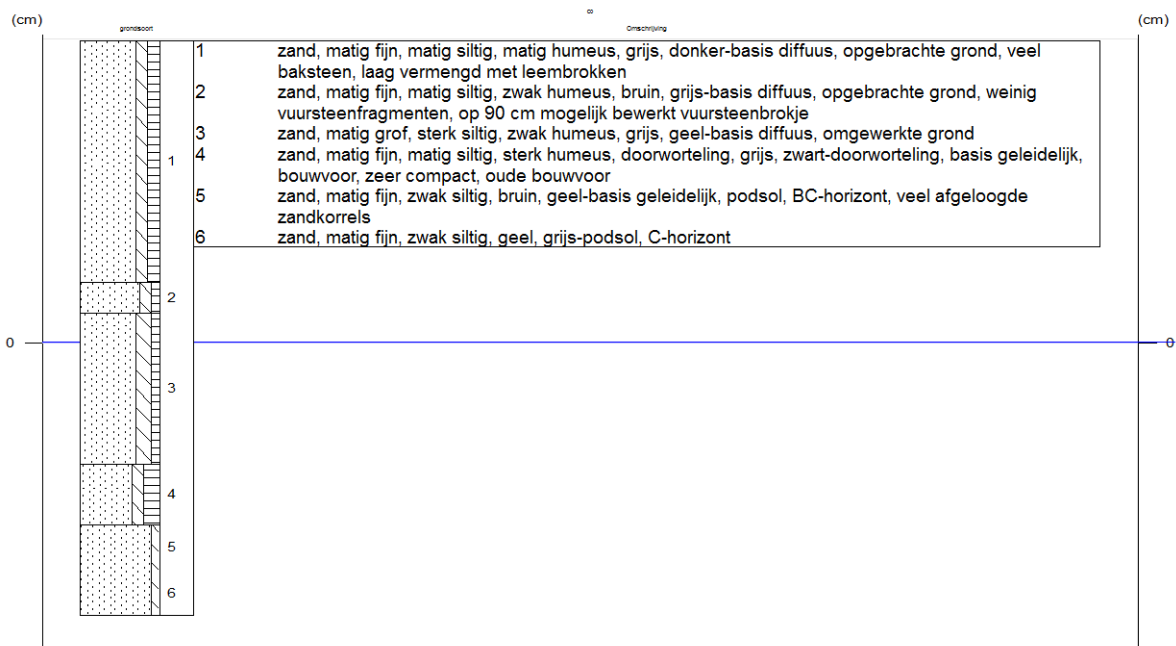 8
(cm)
(cm)
grondsoort
Omschrijving
1 zand, matig fijn, matig siltig, matig humeus, grijs, donker-basis diffuus, opgebrachte grond, veel
baksteen, laag vermengd met leembrokken
2 zand, matig fijn, matig siltig, zwak humeus, bruin, grijs-basis diffuus, opgebrachte grond, weinig
vuursteenfragmenten, op 90 cm mogelijk bewerkt vuursteenbrokje
3 zand, matig grof, sterk siltig, zwak humeus, grijs, geel-basis diffuus, omgewerkte grond
4 zand, matig fijn, matig siltig, sterk humeus, doorworteling, grijs, zwart-doorworteling, basis geleidelijk,
bouwvoor, zeer compact, oude bouwvoor
5 zand, matig fijn, zwak siltig, bruin, geel-basis geleidelijk, podsol, BC-horizont, veel afgeloogde
zandkorrels
6 zand, matig fijn, zwak siltig, geel, grijs-podsol, C-horizont
1
2
0
0
3
4
5
6